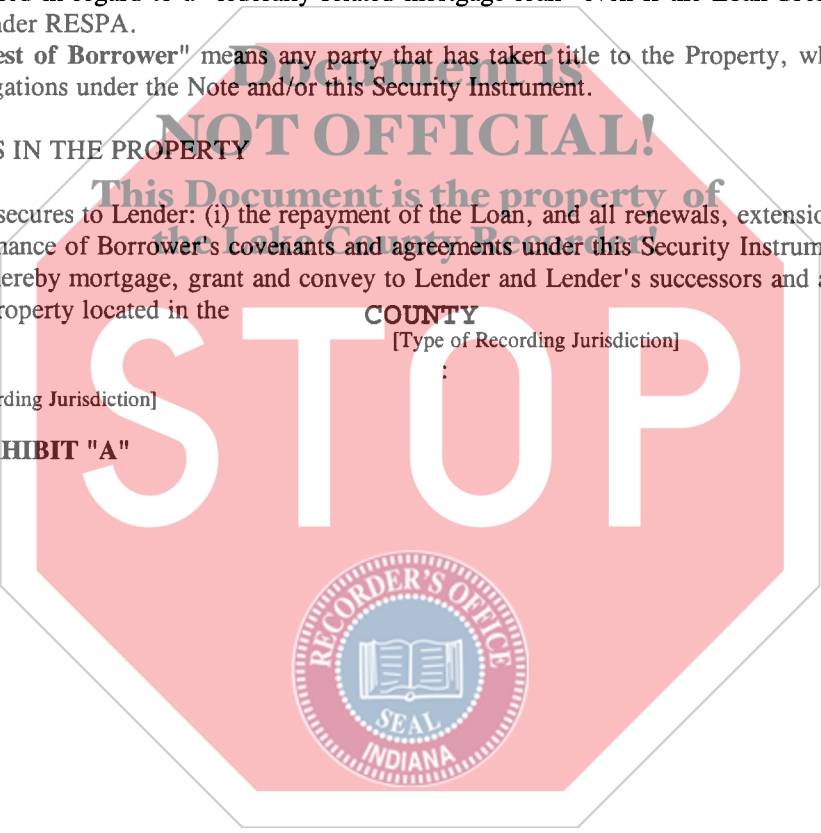 nder RESPA.
est of Borrower" means any party that has taken title to the Property, wh
gations under the Note and/or this Security Instrument.
Document is
NOT OFFICIAL!
This Document is the property of
the Lake County Recorder!
S IN THE PROPERTY
secures to Lender: (i) the repayment of the Loan, and all renewals, extensio
nance of Borrower's covenants and agreements under this Security Instrum
ereby mortgage, grant and convey to Lender and Lender's successors and a
roperty located in the COUNTY
[Type of Recording Jurisdiction]
:
rding Jurisdiction]
HIBIT "A"
STOP
RECORDER'S OFFICE
SEAL
INDIANA